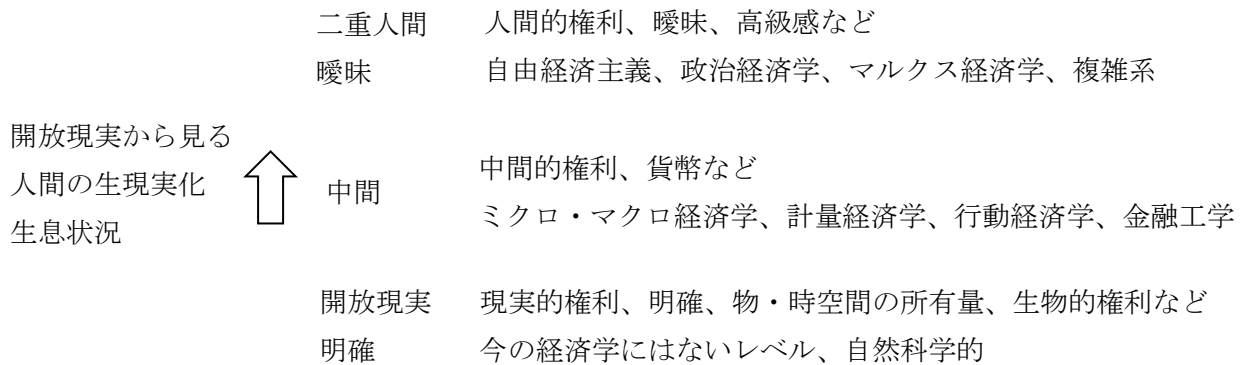 二重人間 人間的権利、曖昧、高級感など
曖昧 自由経済主義、政治経済学、マルクス経済学、複雑系
開放現実から見る
人間の生現実化
生息状況
中間
中間的権利、貨幣など
ミクロ・マクロ経済学、計量経済学、行動経済学、金融工学
開放現実 現実的権利、明確、物・時空間の所有量、生物的権利など
明確 今の経済学にはないレベル、自然科学的